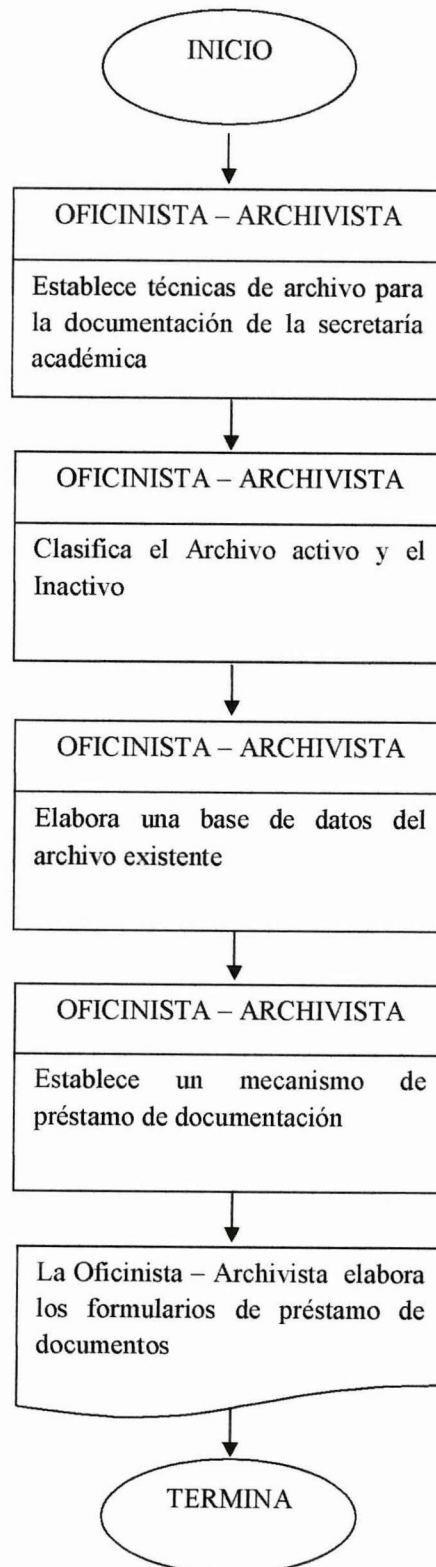 INICIO
OFICINISTA – ARCHIVISTA
Establece técnicas de archivo para
la documentación de la secretaría
académica
OFICINISTA – ARCHIVISTA
Clasifica el Archivo activo y el
Inactivo
OFICINISTA – ARCHIVISTA
Elabora una base de datos del
archivo existente
OFICINISTA – ARCHIVISTA
Establece un mecanismo de
préstamo de documentación
La Oficinista – Archivista elabora
los formularios de préstamo de
documentos
TERMINA